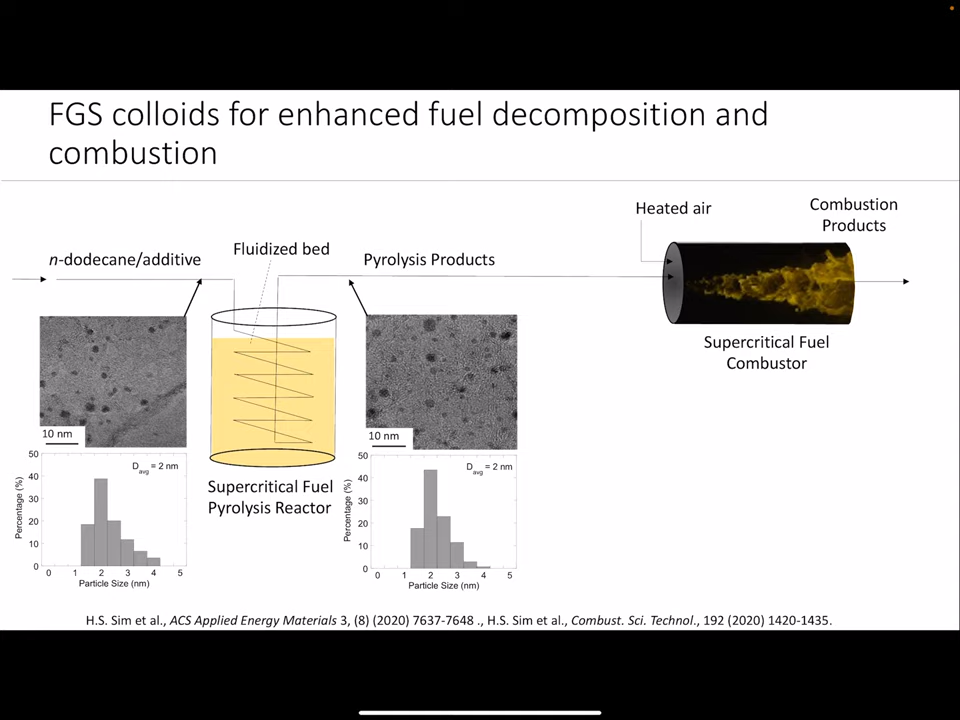 FGS colloids for enhanced fuel decomposition and
combustion
Heated air
Combustion
Products
n-dodecane/additive
Fluidized bed
Pyrolysis Products
Supercritical Fuel
Combustor
10 nm
10 nm
Supercritical Fuel
Pyrolysis Reactor
50
40
30
20
10
0
Percentage (%)
Davg = 2 nm
0 1 2 3 4 5
Particle Size (nm)
50
40
30
20
10
0
Percentage (%)
Davg = 2 nm
0 1 2 3 4 5
Particle Size (nm)
H.S. Sim et al., ACS Applied Energy Materials 3, (8) (2020) 7637-7648 ., H.S. Sim et al., Combust. Sci. Technol., 192 (2020) 1420-1435.